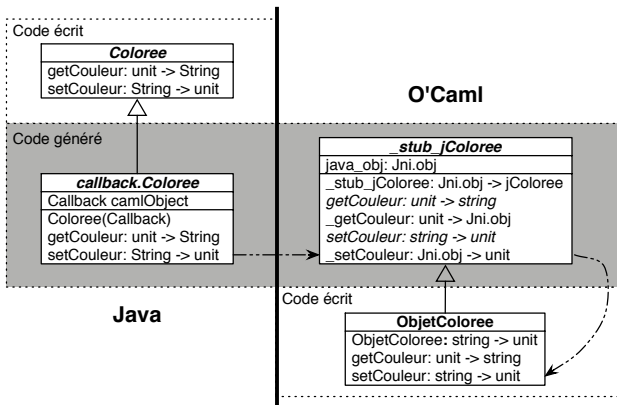 Code écrit
Coloree
getCouleur: unit -> String
setCouleur: String -> unit
O'Caml
Code généré
_stub_jColoree
java_obj: Jni.obj
_stub_jColoree: Jni.obj -> jColoree
getCouleur: unit -> string
_getCouleur: unit -> Jni.obj
setCouleur: string -> unit
_setCouleur: Jni.obj -> unit
callback.Coloree
Callback camlObject
Coloree(Callback)
getCouleur: unit -> String
setCouleur: String -> unit
Java
Code écrit
ObjetColoree
ObjetColoree: string -> unit
getCouleur: unit -> string
setCouleur: string -> unit